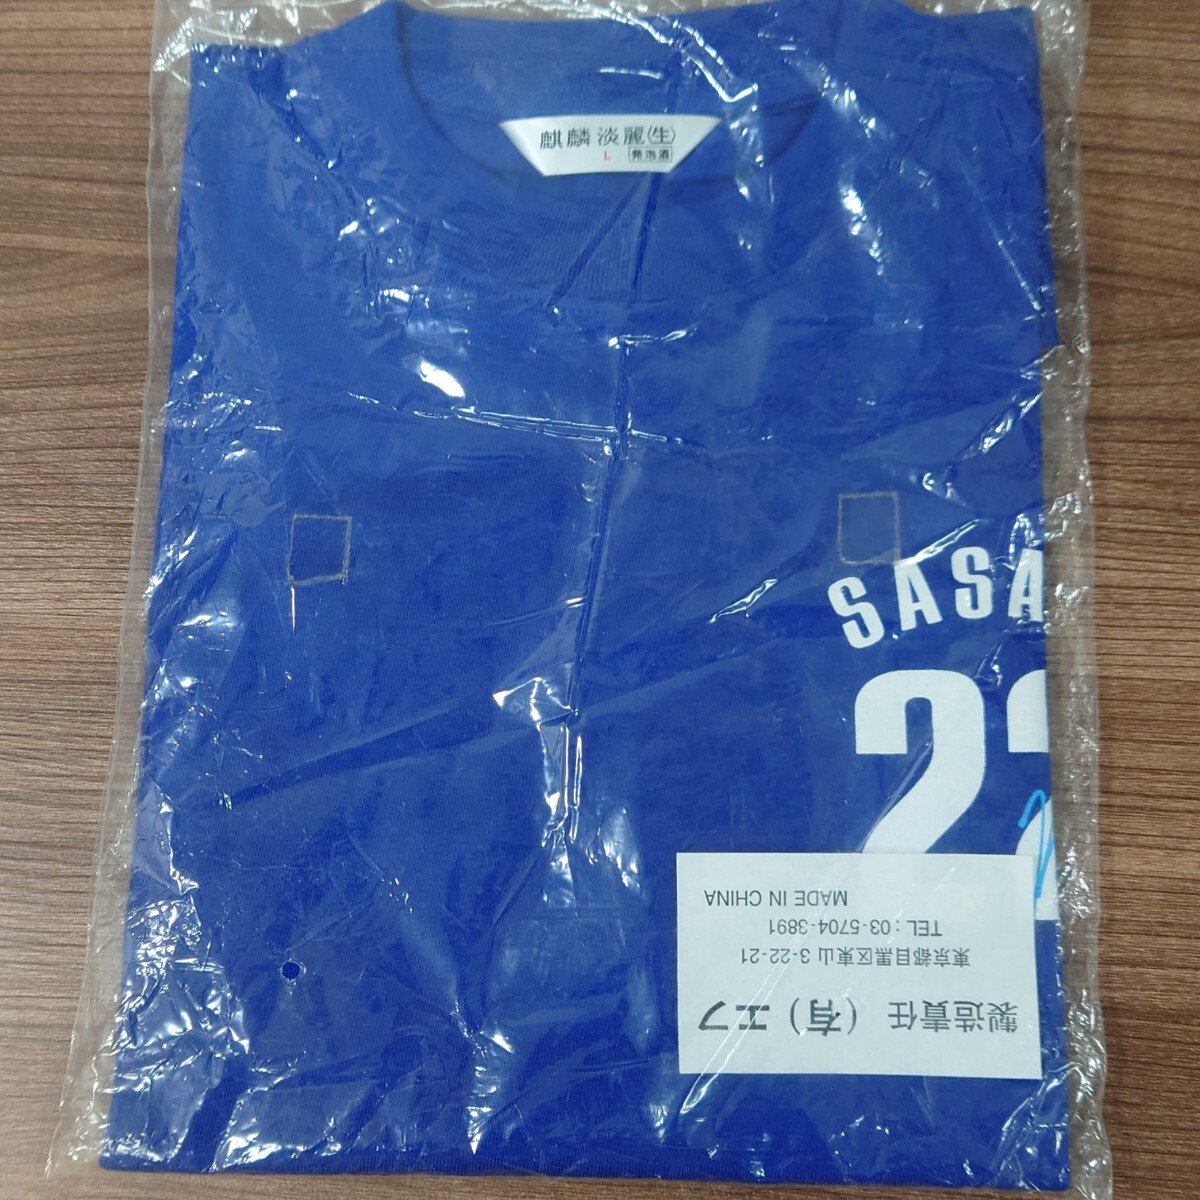 麒麟淡麗〈生〉
L 発泡酒
SASA
22
製造責任 (有) エフ
東京都目黒区東山 3-22-21
TEL : 03-5704-3891
MADE IN CHINA